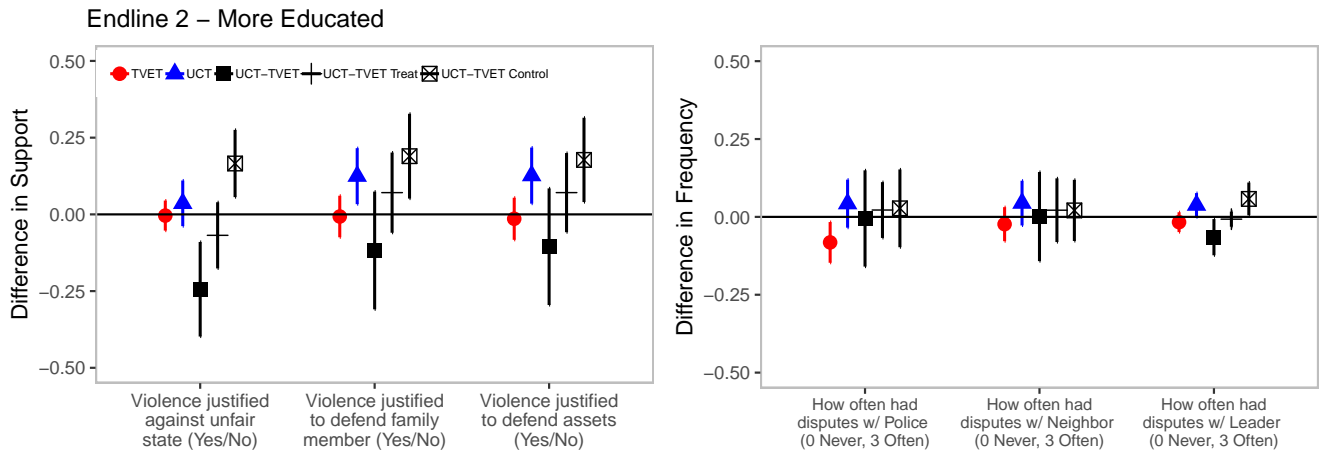 Endline 2 − More Educated
Difference in Support
0.50
0.25
0.00
−0.25
−0.50
TVET UCT UCT−TVET UCT−TVET Treat UCT−TVET Control
Violence justified
against unfair
state (Yes/No)
Violence justified
to defend family
member (Yes/No)
Violence justified
to defend assets
(Yes/No)
Difference in Frequency
0.50
0.25
0.00
−0.25
−0.50
How often had
disputes w/ Police
(0 Never, 3 Often)
How often had
disputes w/ Neighbor
(0 Never, 3 Often)
How often had
disputes w/ Leader
(0 Never, 3 Often)